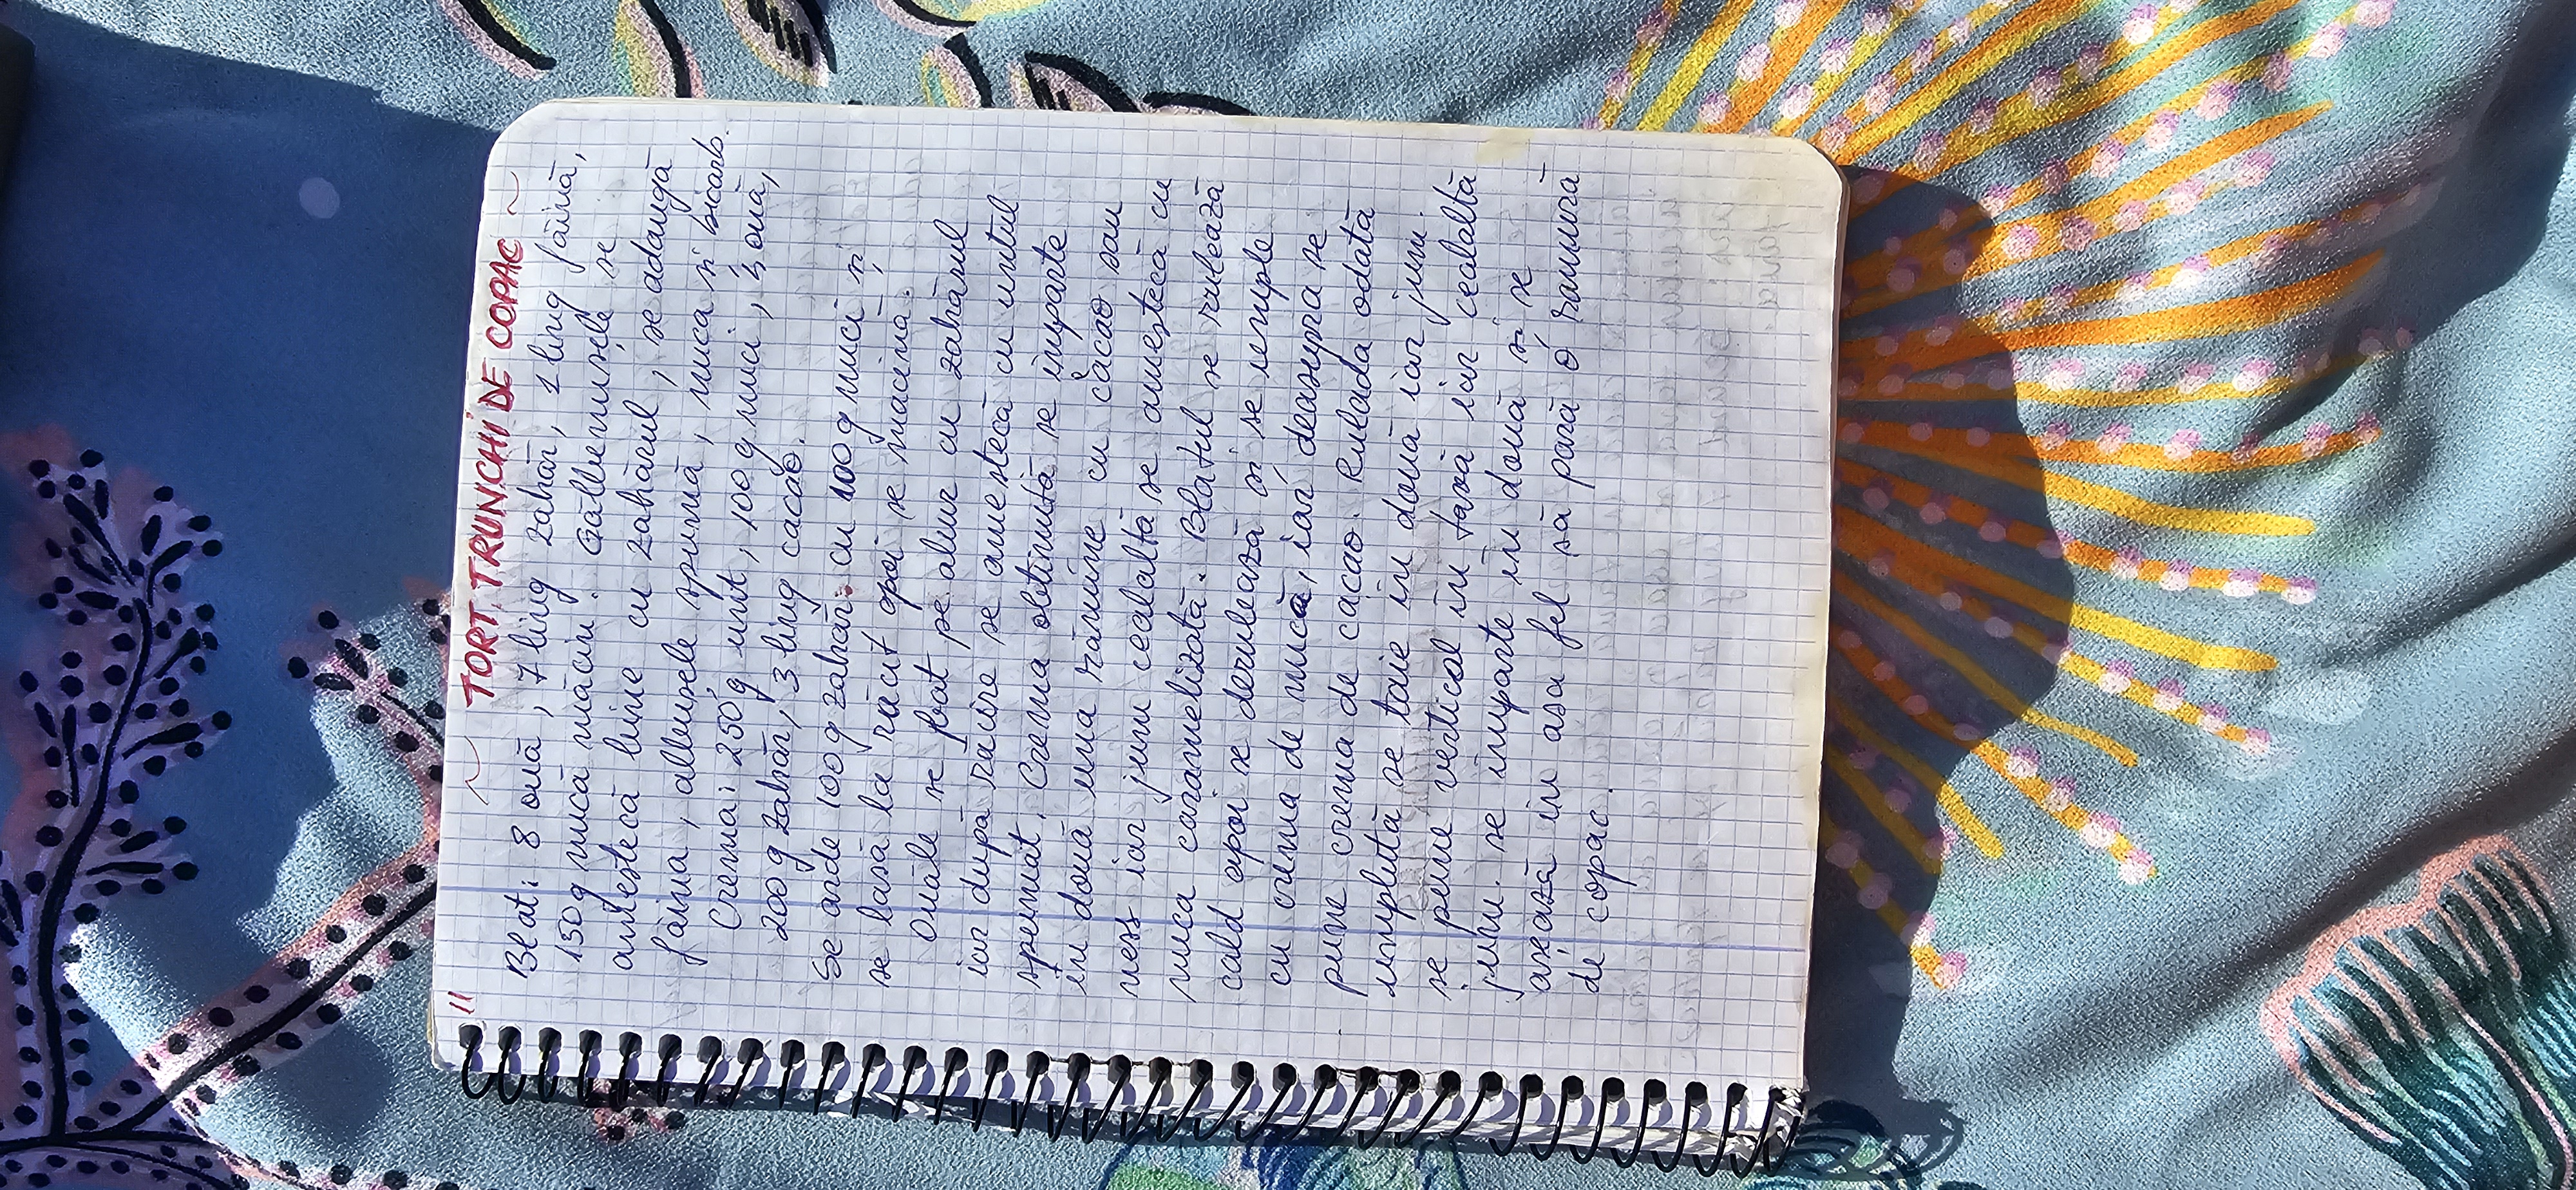 11
~ TORT TRUNCHI DE COPAC ~
Blat: 8 ouă, 7 ling zahăr, 1 ling făină,
150g nucă măcin. Gălbenușele se
amestecă bine cu zahărul, se adaugă
făina, albușele spumă, nuca și bicarb.
Crema: 250 g unt, 100 g nuci, 4 ouă,
200 g zahăr, 3 ling cacao.
Se arde 100 g zahăr cu 100 g nuci și
se lasă la răcit apoi se macină.
Ouăle se bat pe abur cu zahărul
iar după răcire se amestecă cu untul
spumat. Crema obtinută se împarte
în două una rămîne cu cacao sau
ness iar jum cealaltă se amestecă cu
nuca caramelizată. Blatul se rulează
cald apoi se derulează și se umple
cu crema de nucă, iar deasupra se
pune crema de cacao. Rulada odată
umplută se taie în două iar jum.
se pune vertical în tavă iar cealaltă
jum. se împarte în două și se
așează în asa fel să pară o ramură
de copac.